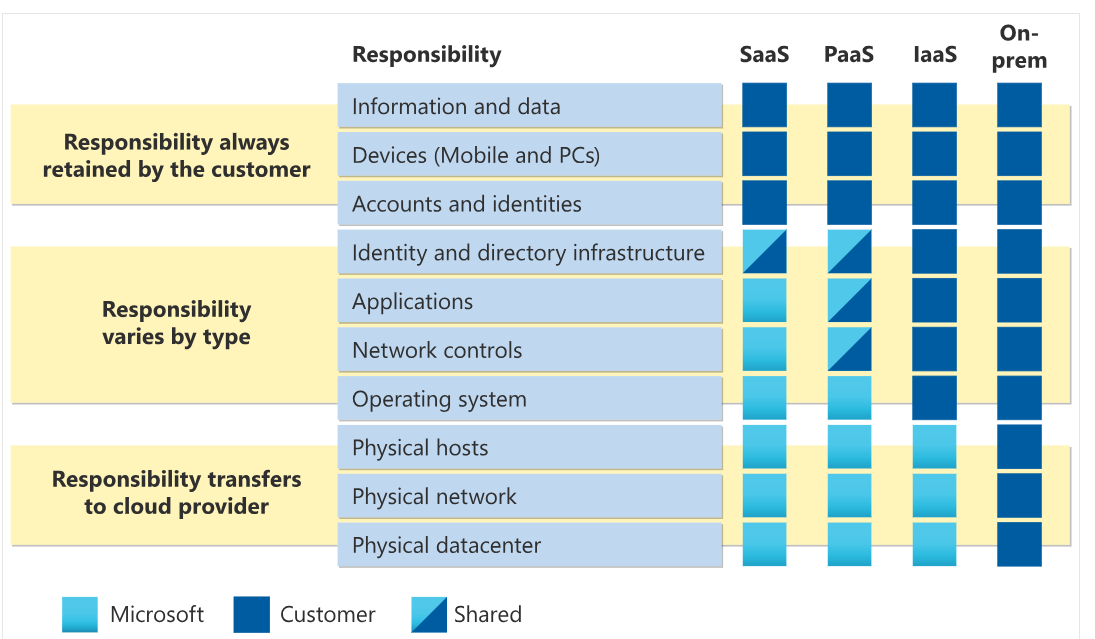 Responsibility
SaaS
PaaS
IaaS
On-
prem
Responsibility always
retained by the customer
Information and data
Devices (Mobile and PCs)
Accounts and identities
Responsibility
varies by type
Identity and directory infrastructure
Applications
Network controls
Operating system
Responsibility transfers
to cloud provider
Physical hosts
Physical network
Physical datacenter
Microsoft
Customer
Shared